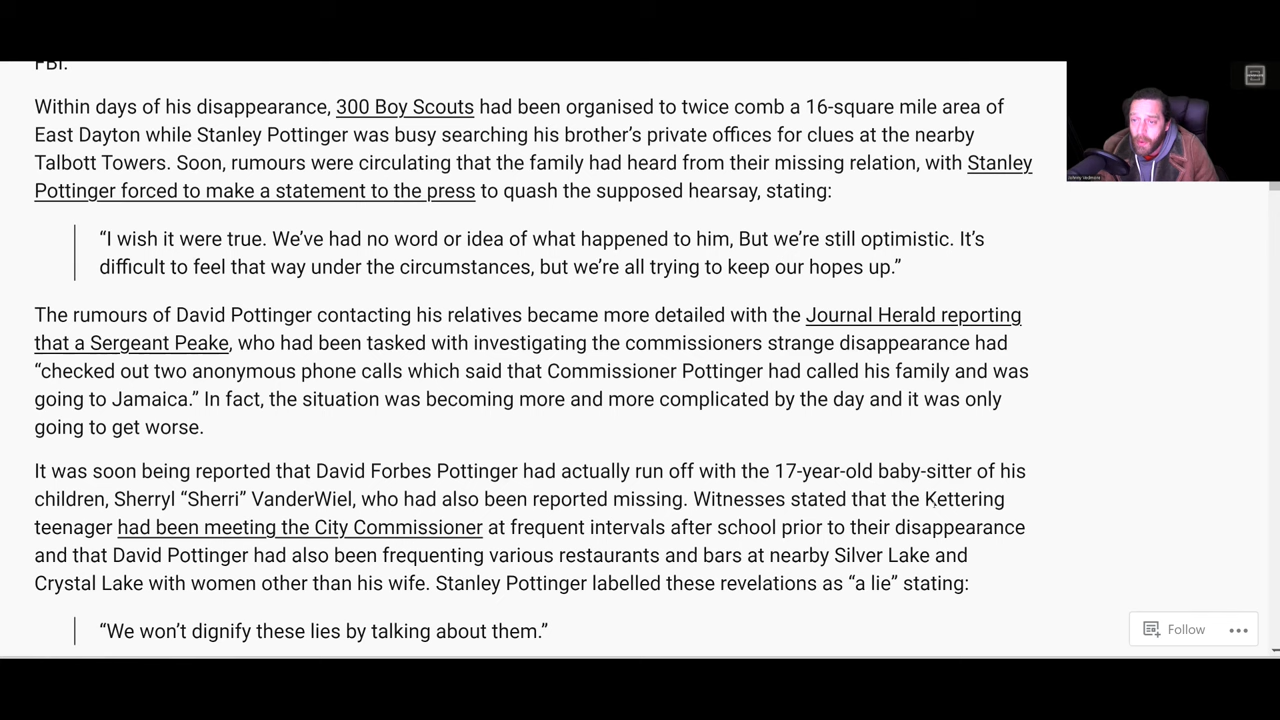 FBI.
Within days of his disappearance, 300 Boy Scouts had been organised to twice comb a 16-square mile area of
East Dayton while Stanley Pottinger was busy searching his brother’s private offices for clues at the nearby
Talbott Towers. Soon, rumours were circulating that the family had heard from their missing relation, with Stanley
Pottinger forced to make a statement to the press to quash the supposed hearsay, stating:
“I wish it were true. We’ve had no word or idea of what happened to him, But we’re still optimistic. It’s
difficult to feel that way under the circumstances, but we’re all trying to keep our hopes up.”
The rumours of David Pottinger contacting his relatives became more detailed with the Journal Herald reporting
that a Sergeant Peake, who had been tasked with investigating the commissioners strange disappearance had
“checked out two anonymous phone calls which said that Commissioner Pottinger had called his family and was
going to Jamaica.” In fact, the situation was becoming more and more complicated by the day and it was only
going to get worse.
It was soon being reported that David Forbes Pottinger had actually run off with the 17-year-old baby-sitter of his
children, Sherryl “Sherri” VanderWiel, who had also been reported missing. Witnesses stated that the Kettering
teenager had been meeting the City Commissioner at frequent intervals after school prior to their disappearance
and that David Pottinger had also been frequenting various restaurants and bars at nearby Silver Lake and
Crystal Lake with women other than his wife. Stanley Pottinger labelled these revelations as “a lie” stating:
“We won’t dignify these lies by talking about them.”
Follow